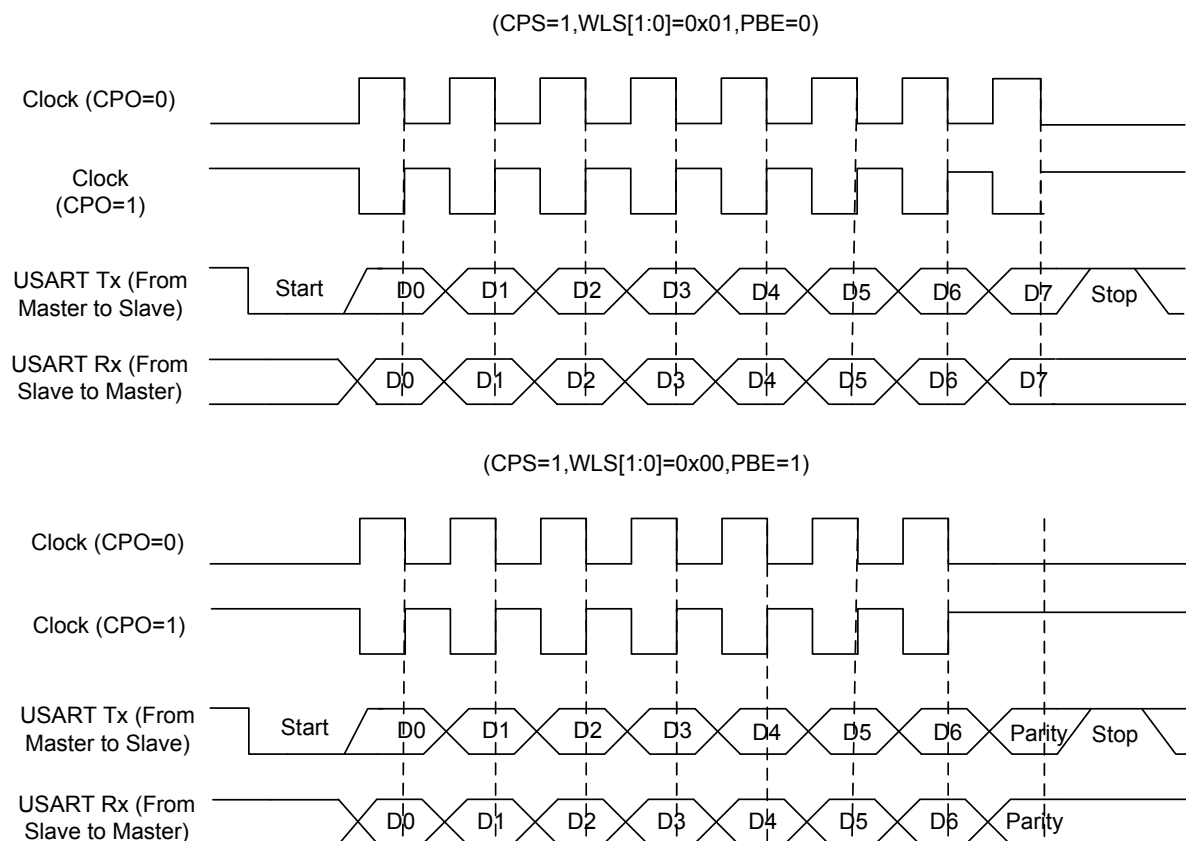 (CPS=1,WLS[1:0]=0x01,PBE=0)
Clock (CPO=0)
Clock
(CPO=1)
USART Tx (From
Master to Slave)
Start D0 D1 D2 D3 D4 D5 D6 D7 Stop
USART Rx (From
Slave to Master)
D0 D1 D2 D3 D4 D5 D6 D7
(CPS=1,WLS[1:0]=0x00,PBE=1)
Clock (CPO=0)
Clock (CPO=1)
USART Tx (From
Master to Slave)
Start D0 D1 D2 D3 D4 D5 D6 Parity Stop
USART Rx (From
Slave to Master)
D0 D1 D2 D3 D4 D5 D6 Parity